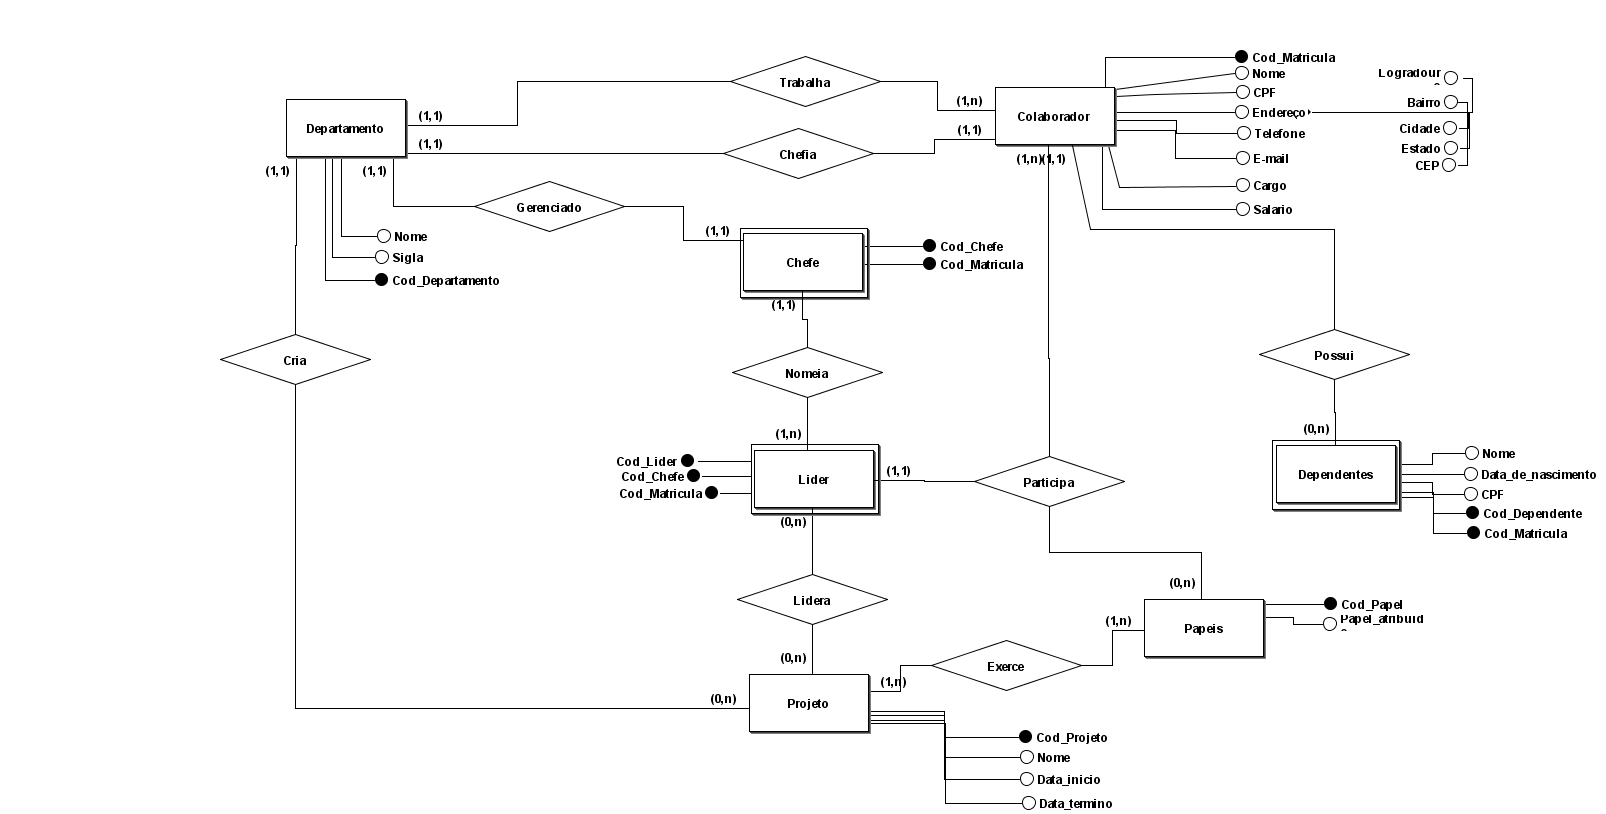 Cod_Matricula
Nome
CPF
Endereço
Telefone
E-mail
Cargo
Salario
Bairro
Cidade
Estado
CEP
Trabalha
(1,n)
Colaborador
(1,1)
Departamento
(1,1)
Chefia
(1,1)
(1,n)(1,1)
(1,1)
(1,1)
Gerenciado
(1,1)
Nome
Sigla
Cod_Departamento
Chefe
Cod_Chefe
Cod_Matricula
(1,1)
Cria
Nomeia
Possui
(1,n)
(0,n)
Cod_Lider
Cod_Chefe
Cod_Matricula
Lider
(1,1)
Participa
Dependentes
Nome
Data_de_nascimento
CPF
Cod_Dependente
Cod_Matricula
(0,n)
(0,n)
Lidera
Papeis
Cod_Papel
(1,n)
(0,n)
Exerce
(1,n)
(0,n)
Projeto
Cod_Projeto
Nome
Data_inicio
Data_termino